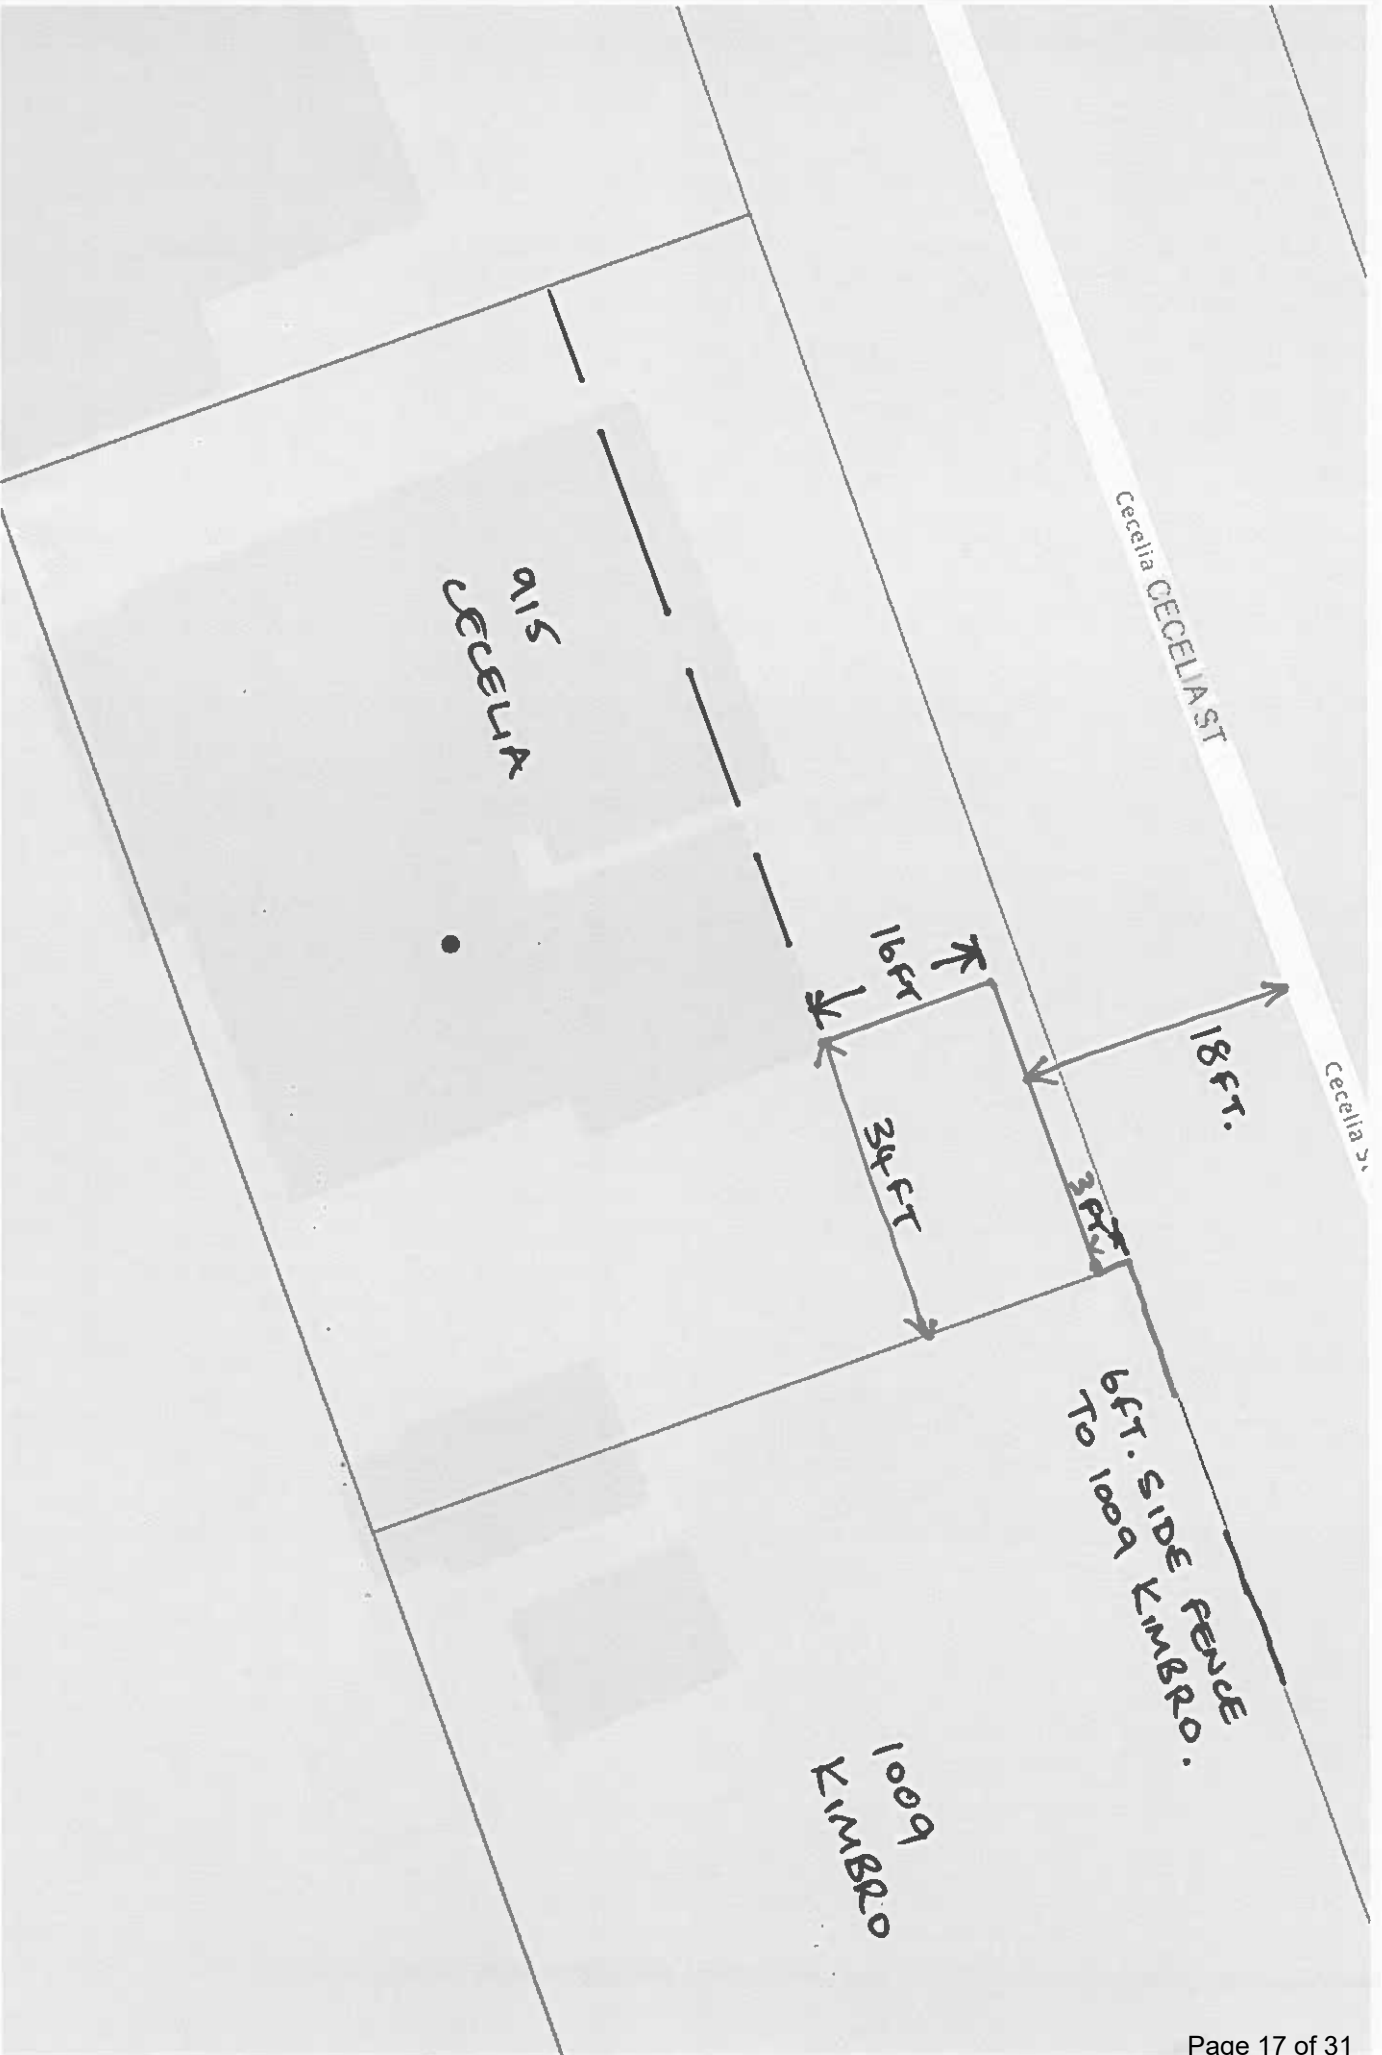 Cecelia CECELIA ST
Cecelia S
915
CECELIA
16FT
18FT.
34FT
3FT
6FT. SIDE FENCE
TO 1009 KIMBRO.
1009
KIMBRO
Page 17 of 31